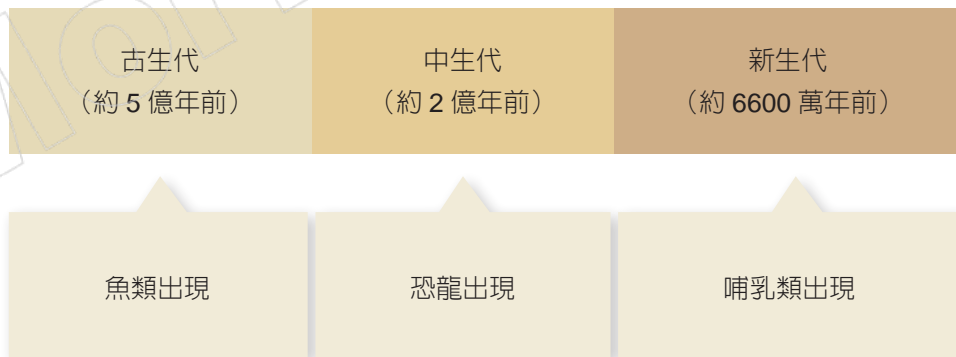 古生代
（約 5 億年前）
中生代
（約 2 億年前）
新生代
（約 6600 萬年前）
魚類出現
恐龍出現
哺乳類出現